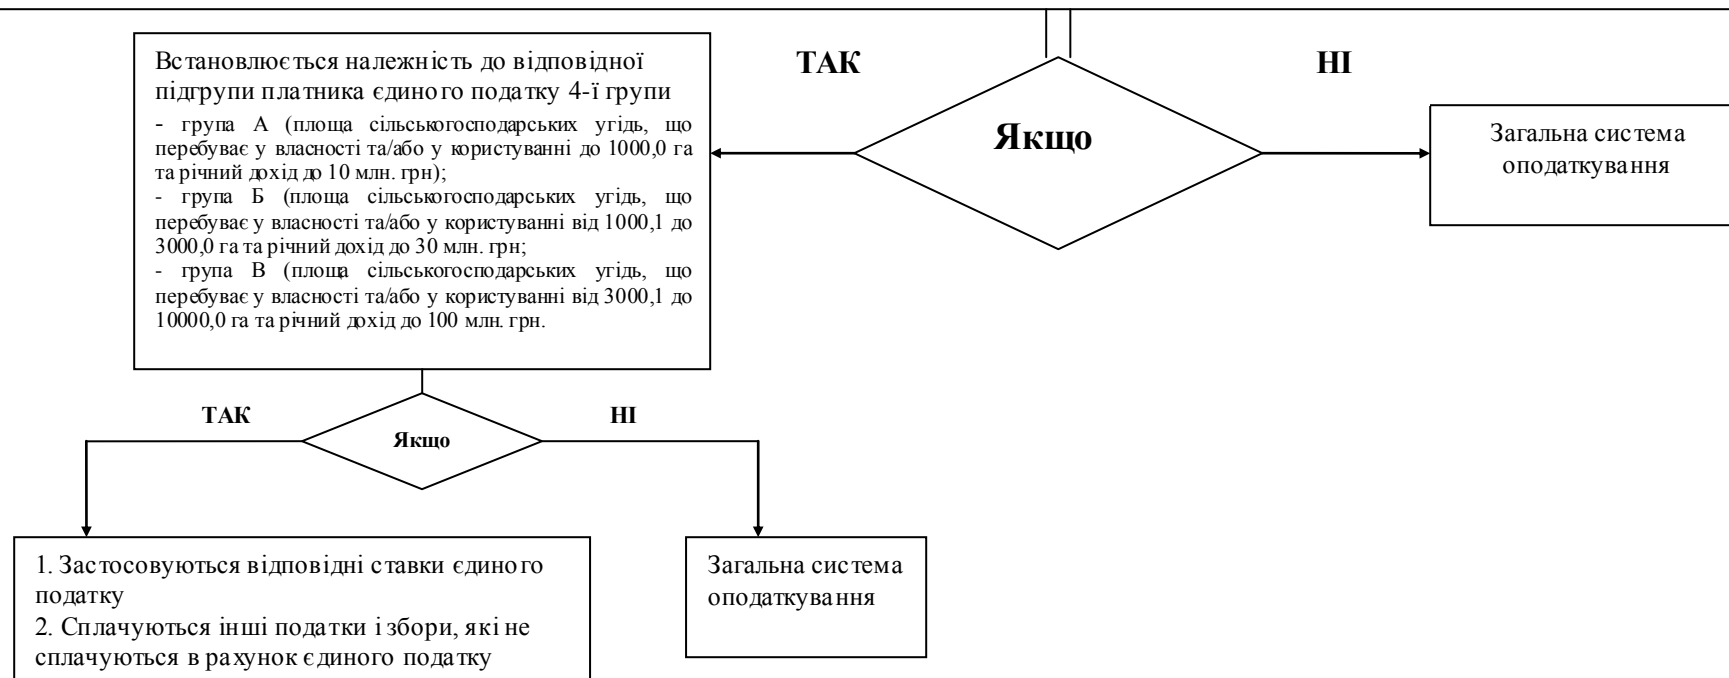 ТАК
НІ
Встановлюється належність до відповідної
підгрупи платника єдиного податку 4-ї групи
- група А (площа сільськогосподарських угідь, що
перебуває у власності та/або у користуванні до 1000,0 га
та річний дохід до 10 млн. грн);
- група Б (площа сільськогосподарських угідь, що
перебуває у власності та/або у користуванні від 1000,1 до
3000,0 га та річний дохід до 30 млн. грн;
- група В (площа сільськогосподарських угідь, що
перебуває у власності та/або у користуванні від 3000,1 до
10000,0 га та річний дохід до 100 млн. грн.
Якщо
Загальна система
оподаткування
ТАК
НІ
Якщо
1. Застосовуються відповідні ставки єдиного
податку
2. Сплачуються інші податки і збори, які не
сплачуються в рахунок єдиного податку
Загальна система
оподаткування